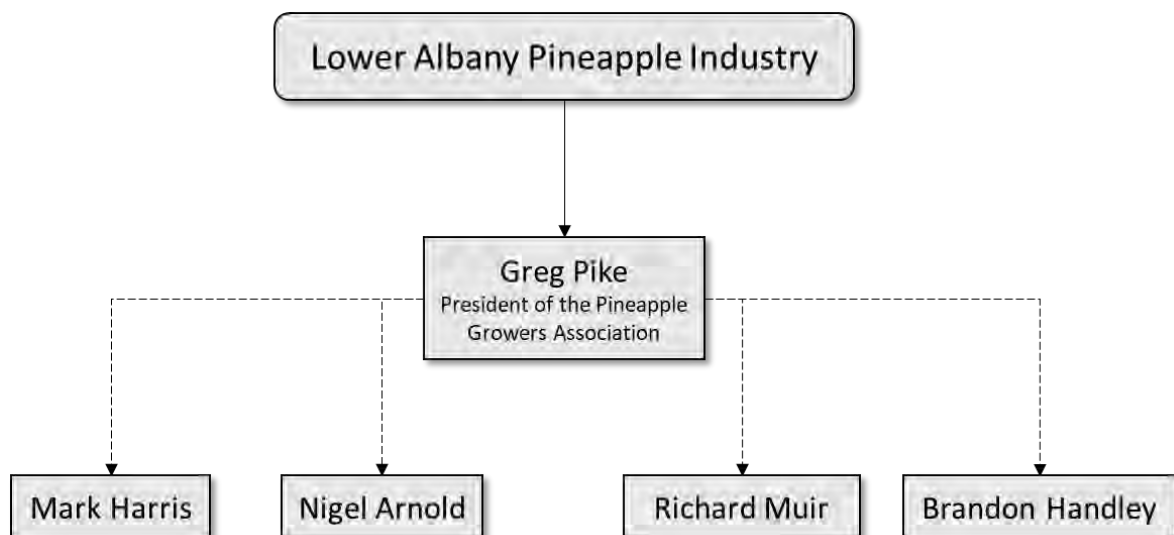 Lower Albany Pineapple Industry
Greg Pike
President of the Pineapple
Growers Association
Mark Harris
Nigel Arnold
Richard Muir
Brandon Handley